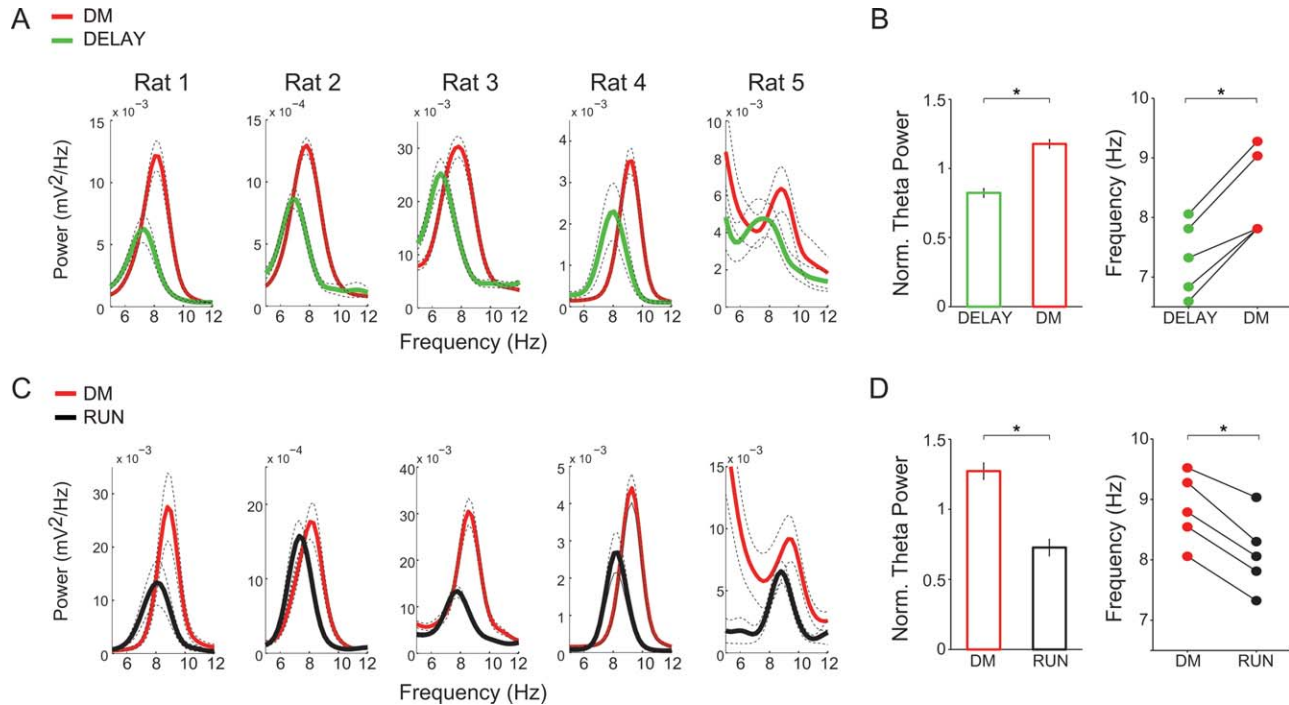 A
DM
DELAY
Rat 1
Rat 2
Rat 3
Rat 4
Rat 5
x 10⁻³
x 10⁻⁴
x 10⁻³
x 10⁻³
x 10⁻³
Power (mV²/Hz)
15
10
5
0
15
10
5
0
30
20
10
0
4
3
2
1
0
10
8
6
4
2
0
6 8 10 12
6 8 10 12
6 8 10 12
6 8 10 12
6 8 10 12
Frequency (Hz)
B
*
Norm. Theta Power
1.5
1
0.5
0
DELAY DM
*
Frequency (Hz)
10
9
8
7
DELAY DM
C
DM
RUN
x 10⁻³
x 10⁻⁴
x 10⁻³
x 10⁻³
x 10⁻³
Power (mV²/Hz)
30
20
10
0
30
20
10
0
40
30
20
10
0
5
4
3
2
1
0
15
10
5
0
6 8 10 12
6 8 10 12
6 8 10 12
6 8 10 12
6 8 10 12
Frequency (Hz)
D
*
Norm. Theta Power
1.5
1
0.5
0
DM RUN
*
Frequency (Hz)
10
9
8
7
DM RUN